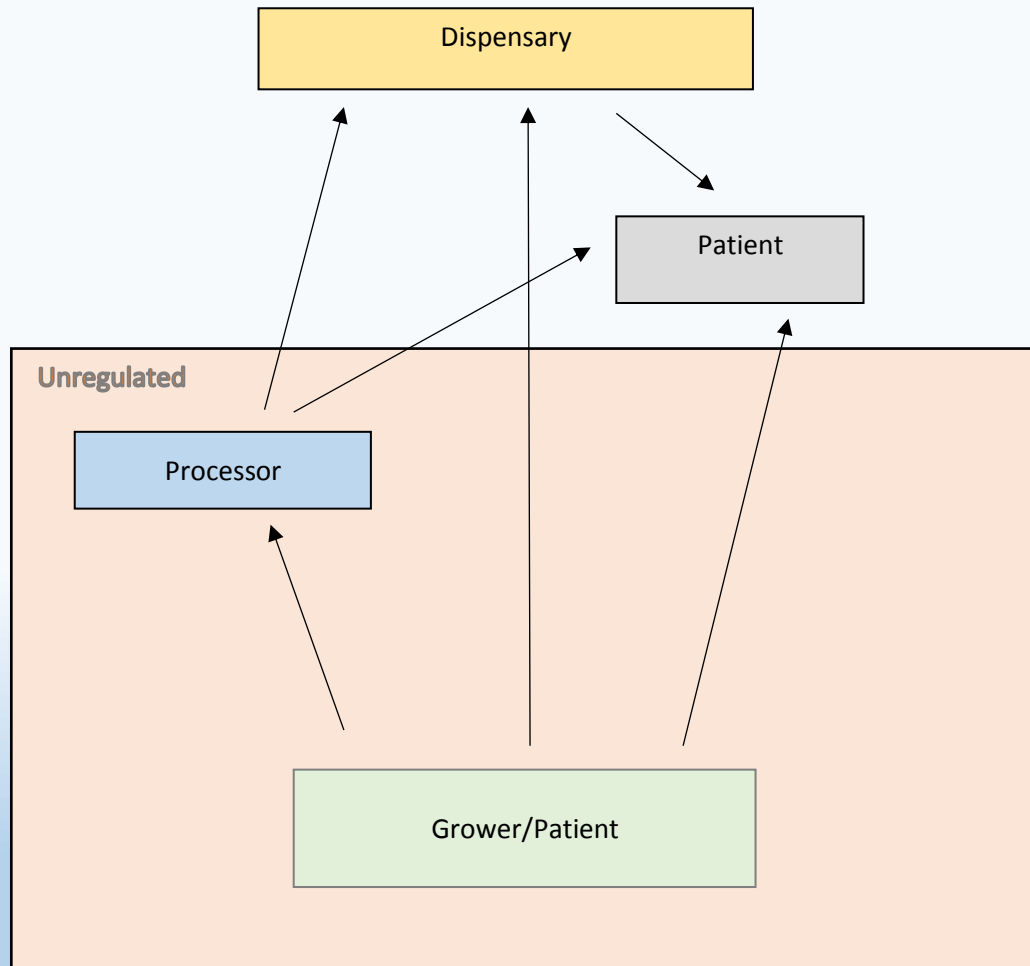 Dispensary
Patient
Unregulated
Processor
Grower/Patient